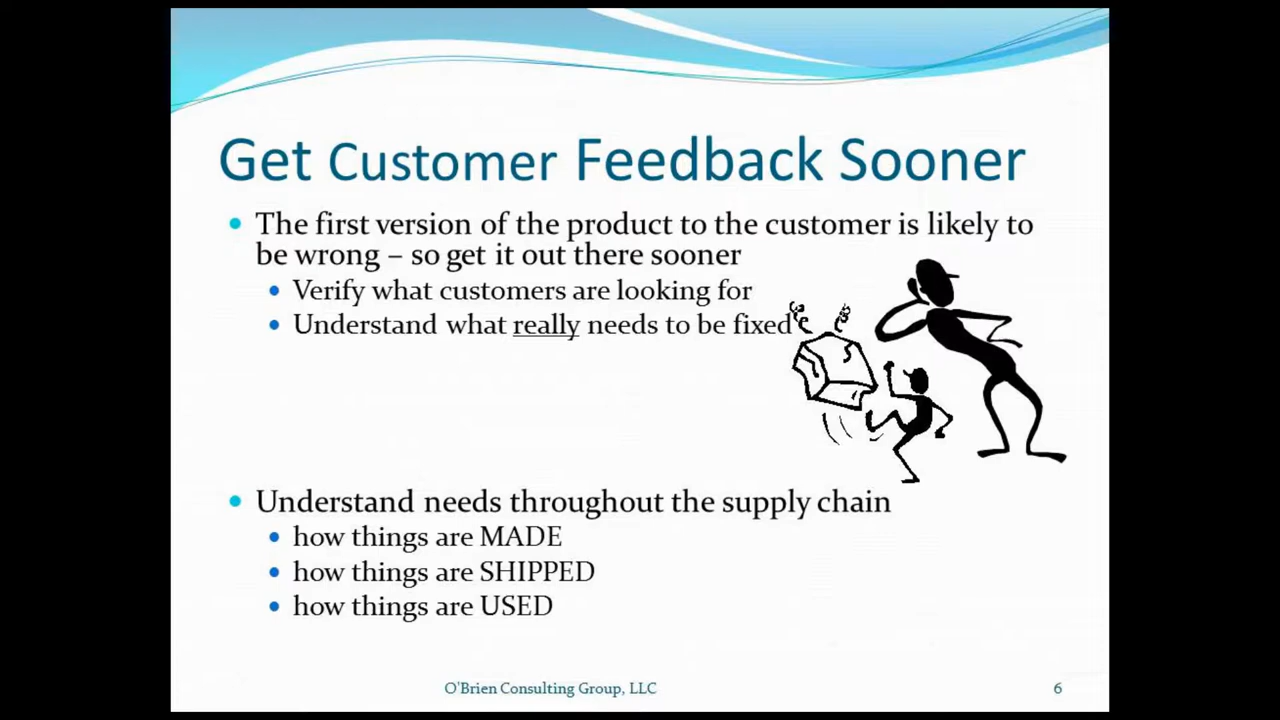 Get Customer Feedback Sooner
The first version of the product to the customer is likely to
be wrong – so get it out there sooner
Verify what customers are looking for
Understand what really needs to be fixed
Understand needs throughout the supply chain
how things are MADE
how things are SHIPPED
how things are USED
O'Brien Consulting Group, LLC
6